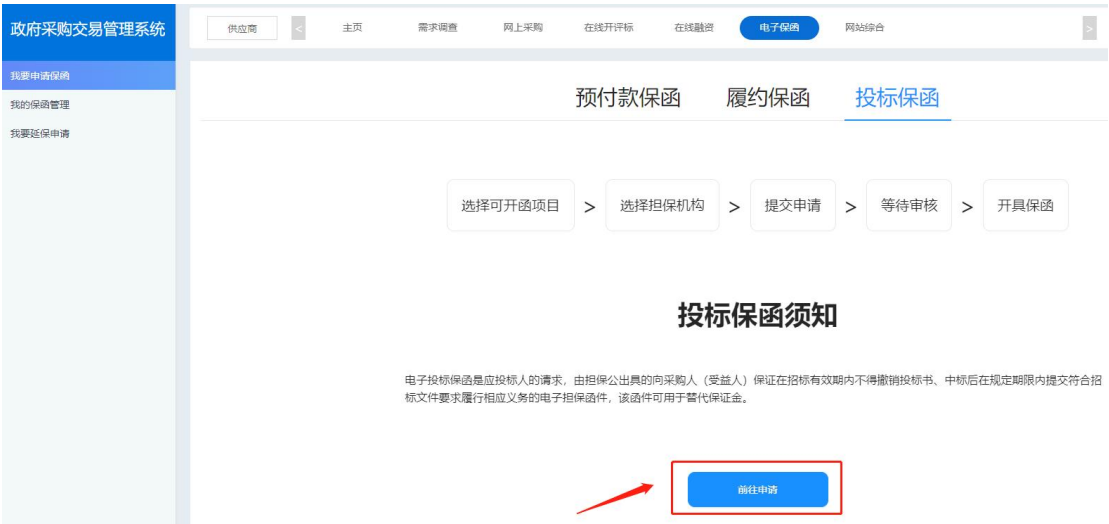 政府采购交易管理系统
供应商 < 主页 需求调查 网上采购 在线开评标 在线融资 电子保函 网站综合 >
我要申请保函
我的保函管理
我要延保申请
预付款保函 履约保函 投标保函
选择可开函项目 > 选择担保机构 > 提交申请 > 等待审核 > 开具保函
投标保函须知
电子投标保函是应投标人的请求，由担保公出具的向采购人（受益人）保证在招标有效期内不得撤销投标书、中标后在规定期限内提交符合招
标文件要求履行相应义务的电子担保函件，该函件可用于替代保证金。
前往申请